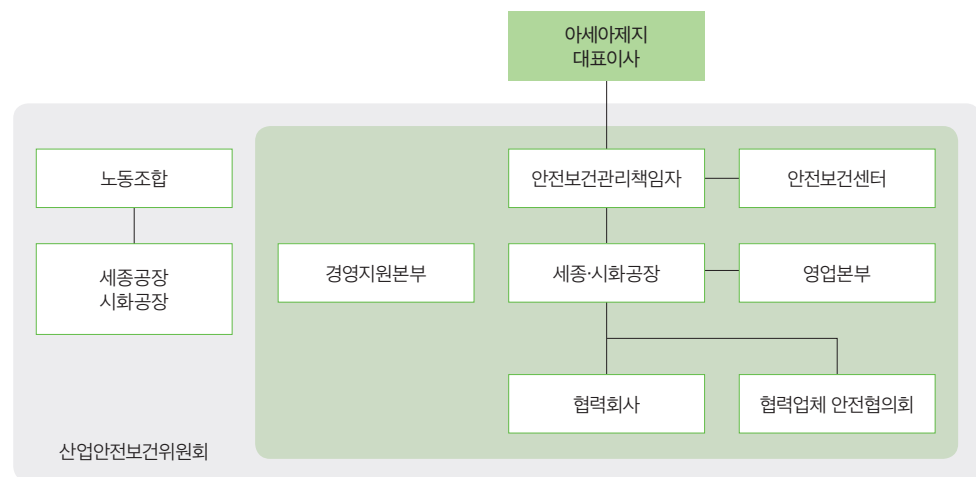 아세아제지
대표이사
노동조합
안전보건관리책임자
안전보건센터
세종공장
시화공장
경영지원본부
세종·시화공장
영업본부
협력회사
협력업체 안전협의회
산업안전보건위원회